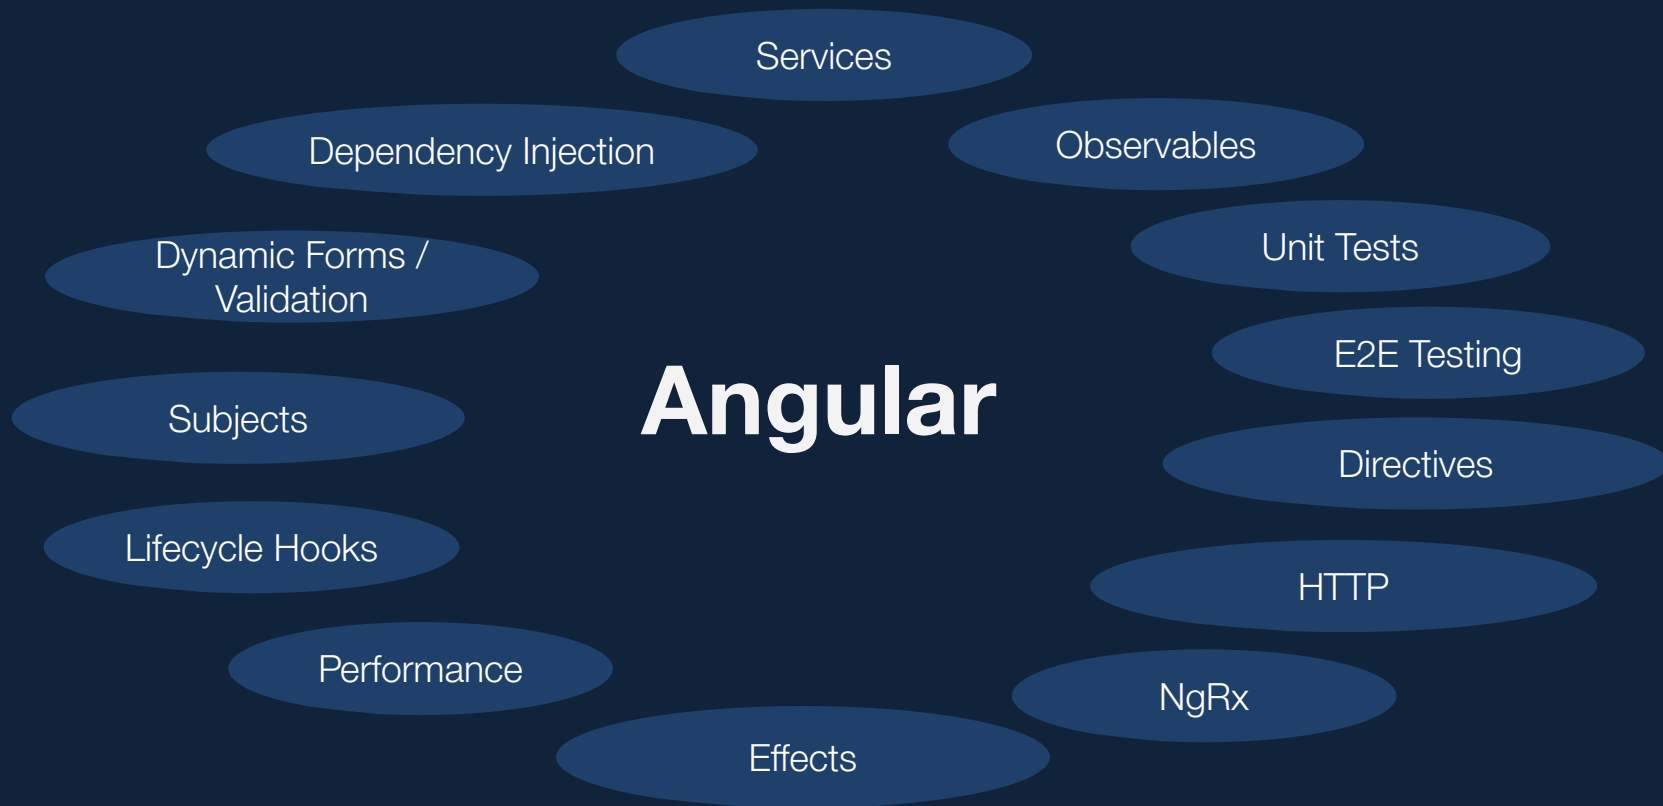 Services
Dependency Injection
Observables
Dynamic Forms /
Validation
Unit Tests
E2E Testing
Subjects
Angular
Directives
Lifecycle Hooks
HTTP
Performance
NgRx
Effects